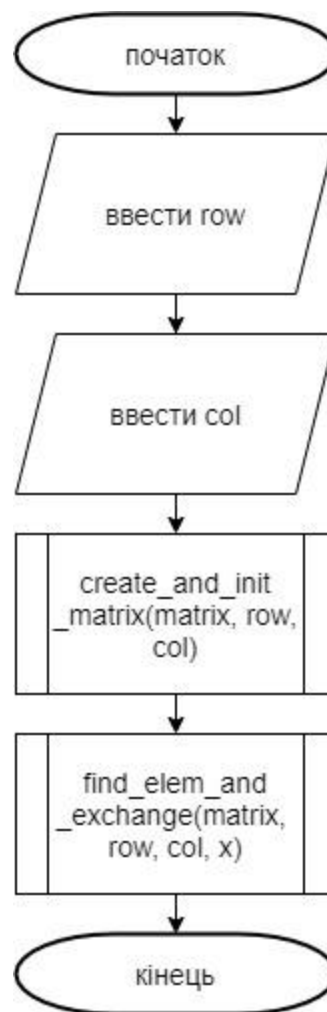 початок
ввести row
ввести col
create_and_init
_matrix(matrix, row,
col)
find_elem_and
_exchange(matrix,
row, col, x)
кінець